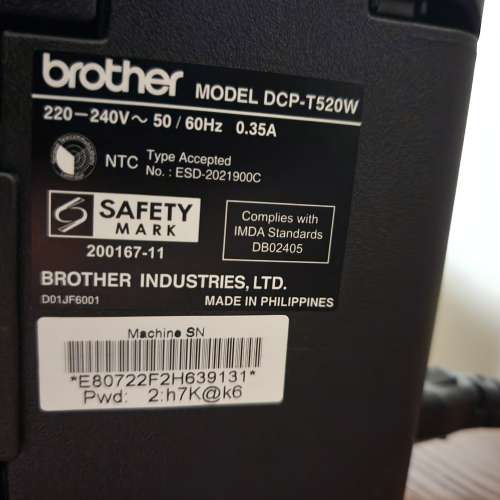 brother MODEL DCP-T520W
220-240V~ 50/60Hz 0.35A
NTC Type Accepted
No.: ESD-2021900C
SAFETY
MARK
200167-11
Complies with
IMDA Standards
DB02405
BROTHER INDUSTRIES, LTD.
D01JF6001 MADE IN PHILIPPINES
Machine SN
*E80722F2H639131*
Pwd: 2:h7K@k6